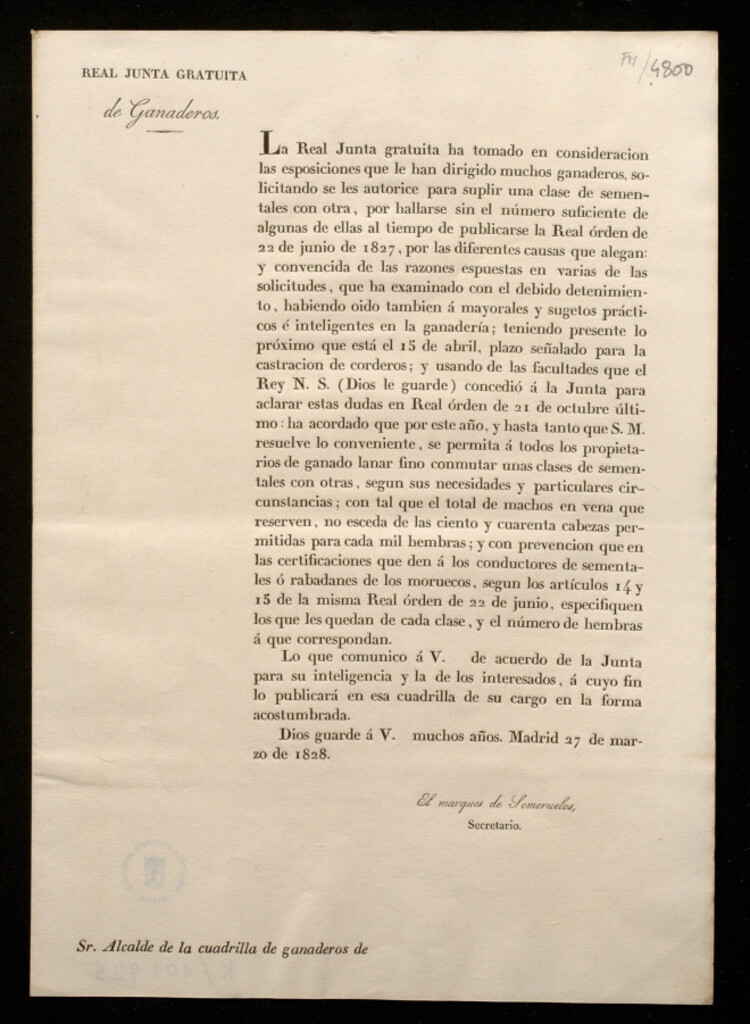 FM/4800
REAL JUNTA GRATUITA
de Ganaderos.
La Real Junta gratuita ha tomado en consideracion
las esposiciones que le han dirigido muchos ganaderos, so-
licitando se les autorice para suplir una clase de semen-
tales con otra, por hallarse sin el número suficiente de
algunas de ellas al tiempo de publicarse la Real órden de
22 de junio de 1827, por las diferentes causas que alegan:
y convencida de las razones espuestas en varias de las
solicitudes, que ha examinado con el debido detenimien-
to, habiendo oido tambien á mayorales y sugetos prácti-
cos é inteligentes en la ganadería; teniendo presente lo
próximo que está el 15 de abril, plazo señalado para la
castracion de corderos; y usando de las facultades que el
Rey N. S. (Dios le guarde) concedió á la Junta para
aclarar estas dudas en Real órden de 21 de octubre últi-
mo: ha acordado que por este año, y hasta tanto que S. M.
resuelve lo conveniente, se permita á todos los propieta-
rios de ganado lanar fino conmutar unas clases de semen-
tales con otras, segun sus necesidades y particulares cir-
cunstancias; con tal que el total de machos en vena que
reserven, no esceda de las ciento y cuarenta cabezas per-
mitidas para cada mil hembras; y con prevencion que en
las certificaciones que den á los conductores de sementa-
les ó rabadanes de los moruecos, segun los artículos 14 y
15 de la misma Real órden de 22 de junio, especifiquen
los que les quedan de cada clase, y el número de hembras
á que correspondan.
Lo que comunico á V. de acuerdo de la Junta
para su inteligencia y la de los interesados, á cuyo fin
lo publicará en esa cuadrilla de su cargo en la forma
acostumbrada.
Dios guarde á V. muchos años. Madrid 27 de mar-
zo de 1828.
El marques de Someruelos,
Secretario.
Sr. Alcalde de la cuadrilla de ganaderos de